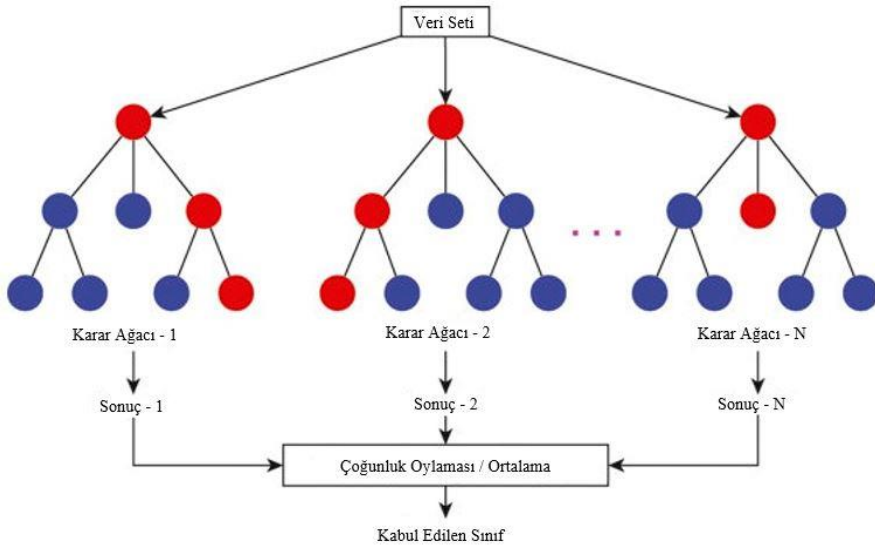 Veri Seti
Karar Ağacı - 1
Karar Ağacı - 2
Karar Ağacı - N
Sonuç - 1
Sonuç - 2
Sonuç - N
Çoğunluk Oylaması / Ortalama
Kabul Edilen Sınıf